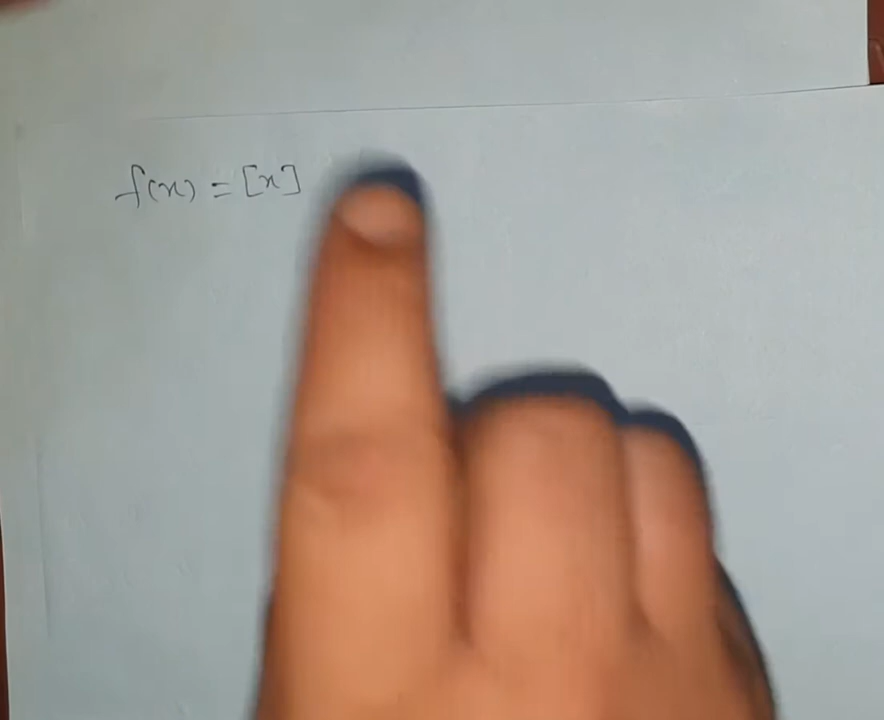 f(x) = [x]